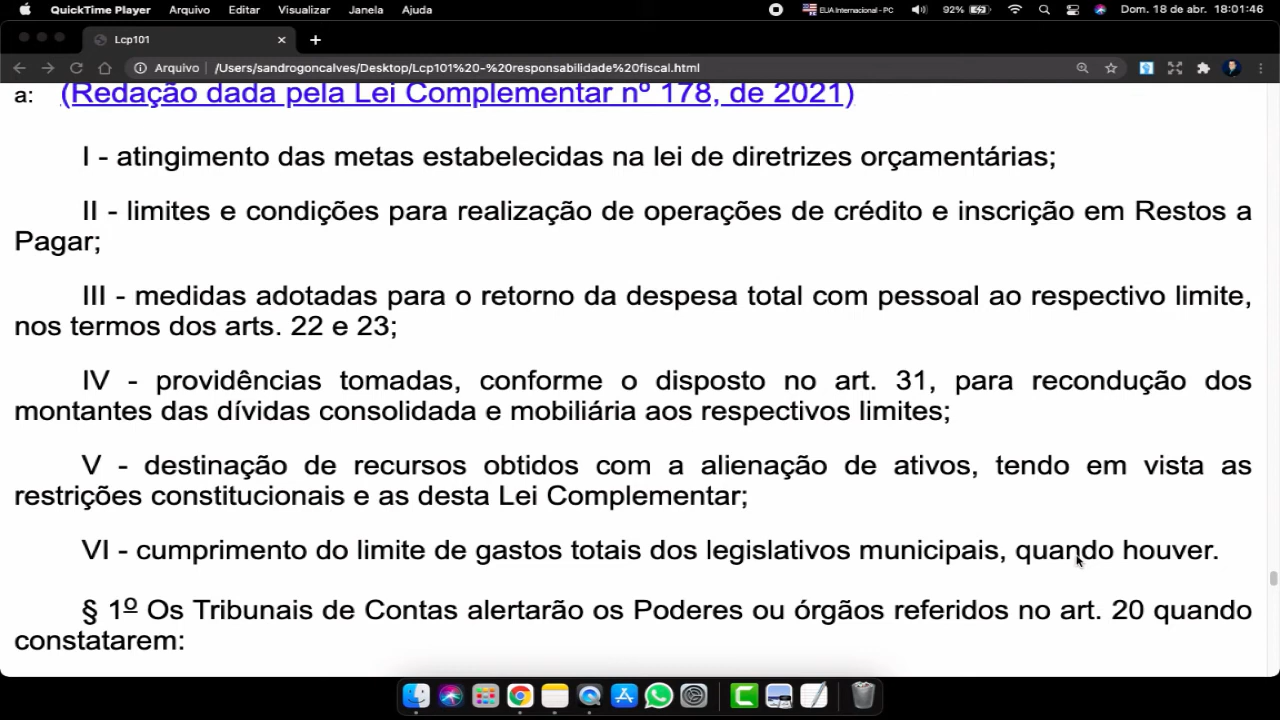 QuickTime Player Arquivo Editar Visualizar Janela Ajuda EUA Internacional - PC 92% Dom. 18 de abr. 18:01:46
Lcp101
Arquivo /Users/sandrogoncalves/Desktop/Lcp101%20-%20responsabilidade%20fiscal.html
a: (Redação dada pela Lei Complementar nº 178, de 2021)
I - atingimento das metas estabelecidas na lei de diretrizes orçamentárias;
II - limites e condições para realização de operações de crédito e inscrição em Restos a
Pagar;
III - medidas adotadas para o retorno da despesa total com pessoal ao respectivo limite,
nos termos dos arts. 22 e 23;
IV - providências tomadas, conforme o disposto no art. 31, para recondução dos
montantes das dívidas consolidada e mobiliária aos respectivos limites;
V - destinação de recursos obtidos com a alienação de ativos, tendo em vista as
restrições constitucionais e as desta Lei Complementar;
VI - cumprimento do limite de gastos totais dos legislativos municipais, quando houver.
§ 1º Os Tribunais de Contas alertarão os Poderes ou órgãos referidos no art. 20 quando
constatarem: